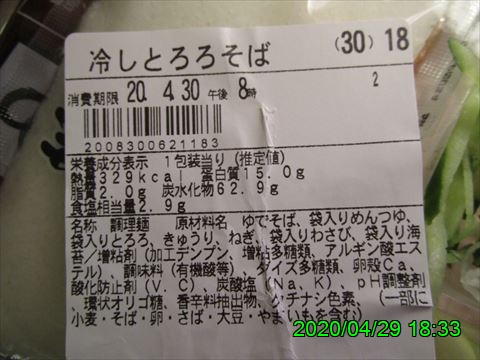 冷しとろろそば
(30) 18
消費期限 20. 4.30 午後 8時
2
2008300621183
栄養成分表示 1包装当り (推定値)
熱量329kcal 蛋白質15.0g
脂質2.0g 炭水化物62.9g
食塩相当量2.9g
名称 調理麺 原材料名 ゆでそば、袋入りめんつゆ、
袋入りとろろ、きゅうり、ねぎ、袋入りわさび、袋入り海
苔/増粘剤(加工デンプン、増粘多糖類、アルギン酸エス
テル)、調味料(有機酸等)、ダイズ多糖類、卵殻Ca、
酸化防止剤(V.C)、炭酸塩(Na、K)、pH調整剤
、環状オリゴ糖、香辛料抽出物、クチナシ色素、(一部に
小麦・そば・卵・さば・大豆・やまいもを含む)
2020/04/29 18:33